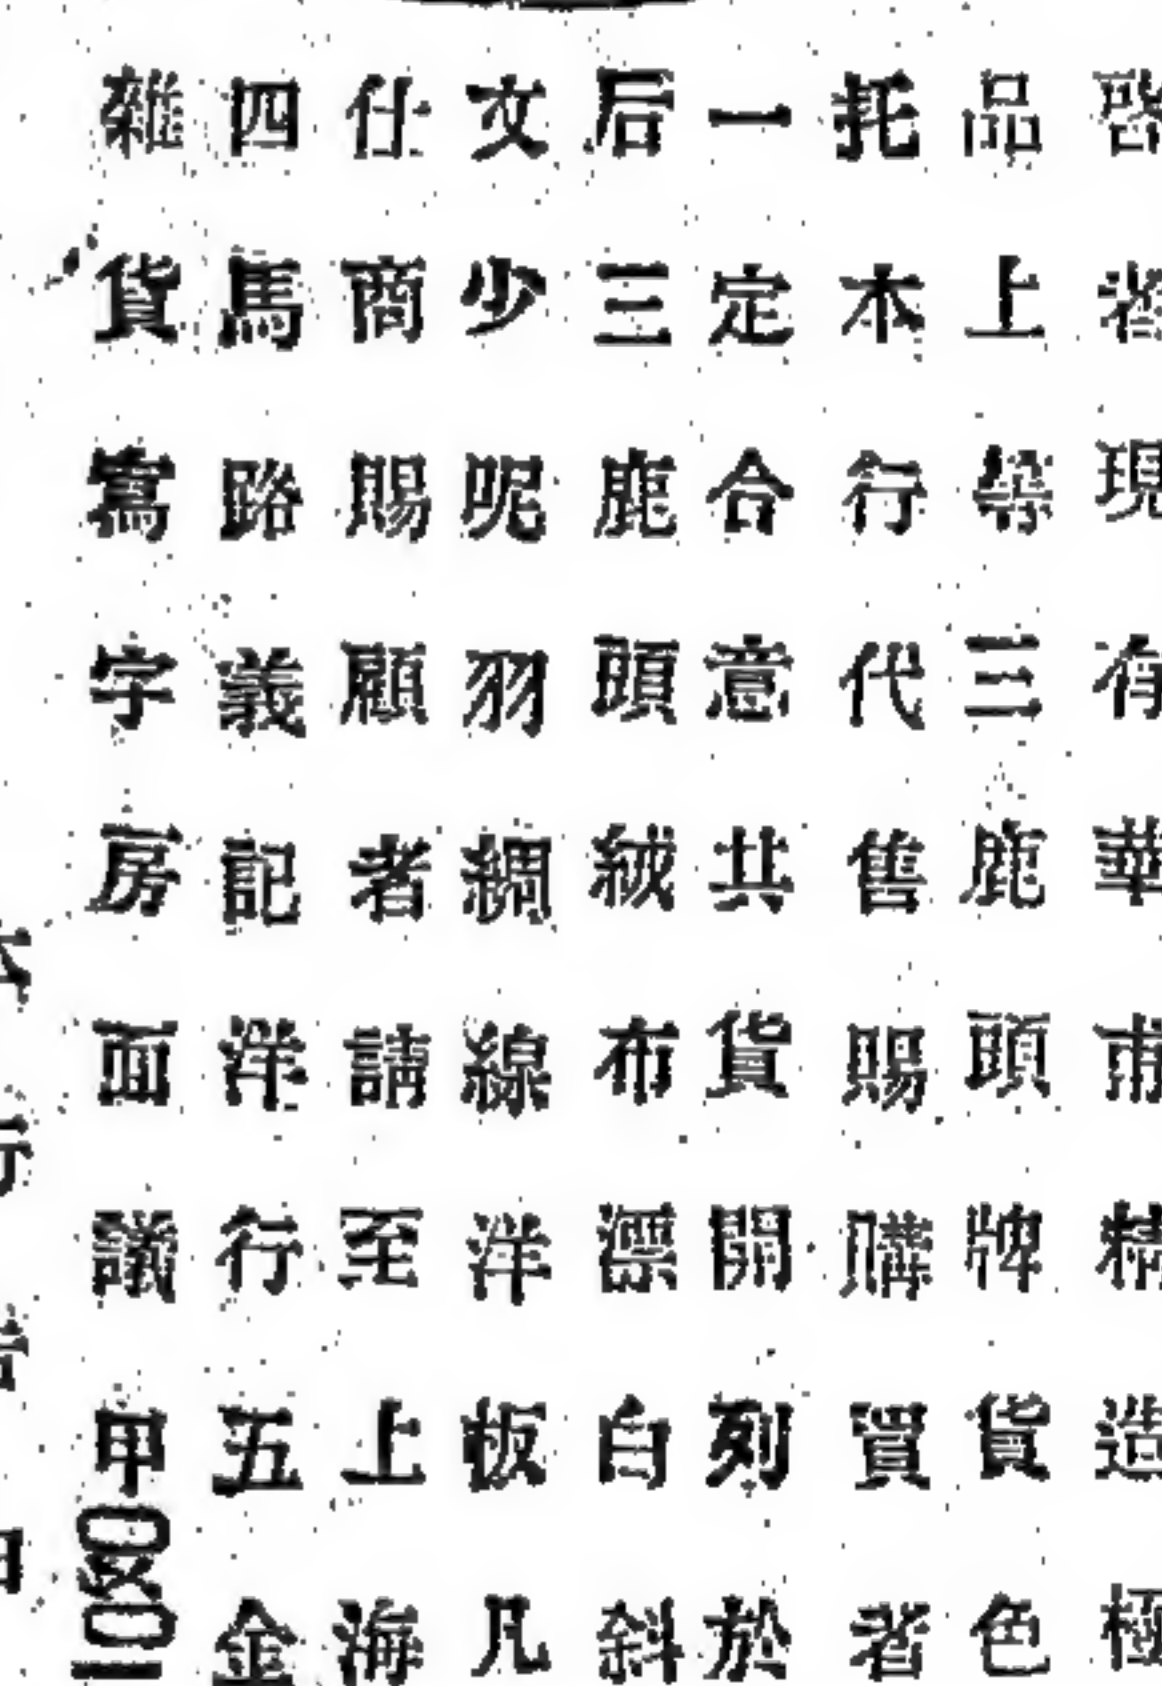 啓者現有華甫精造極
品上等三鹿頭牌貨色
托本行代售賜購買者
一定合意共貨開列於
后三鹿頭絨布漂白斜
文少呢羽綢線洋板凡
仕商賜顧者請至上海
四馬路義記洋行五金
雜貨寫字房面議甲